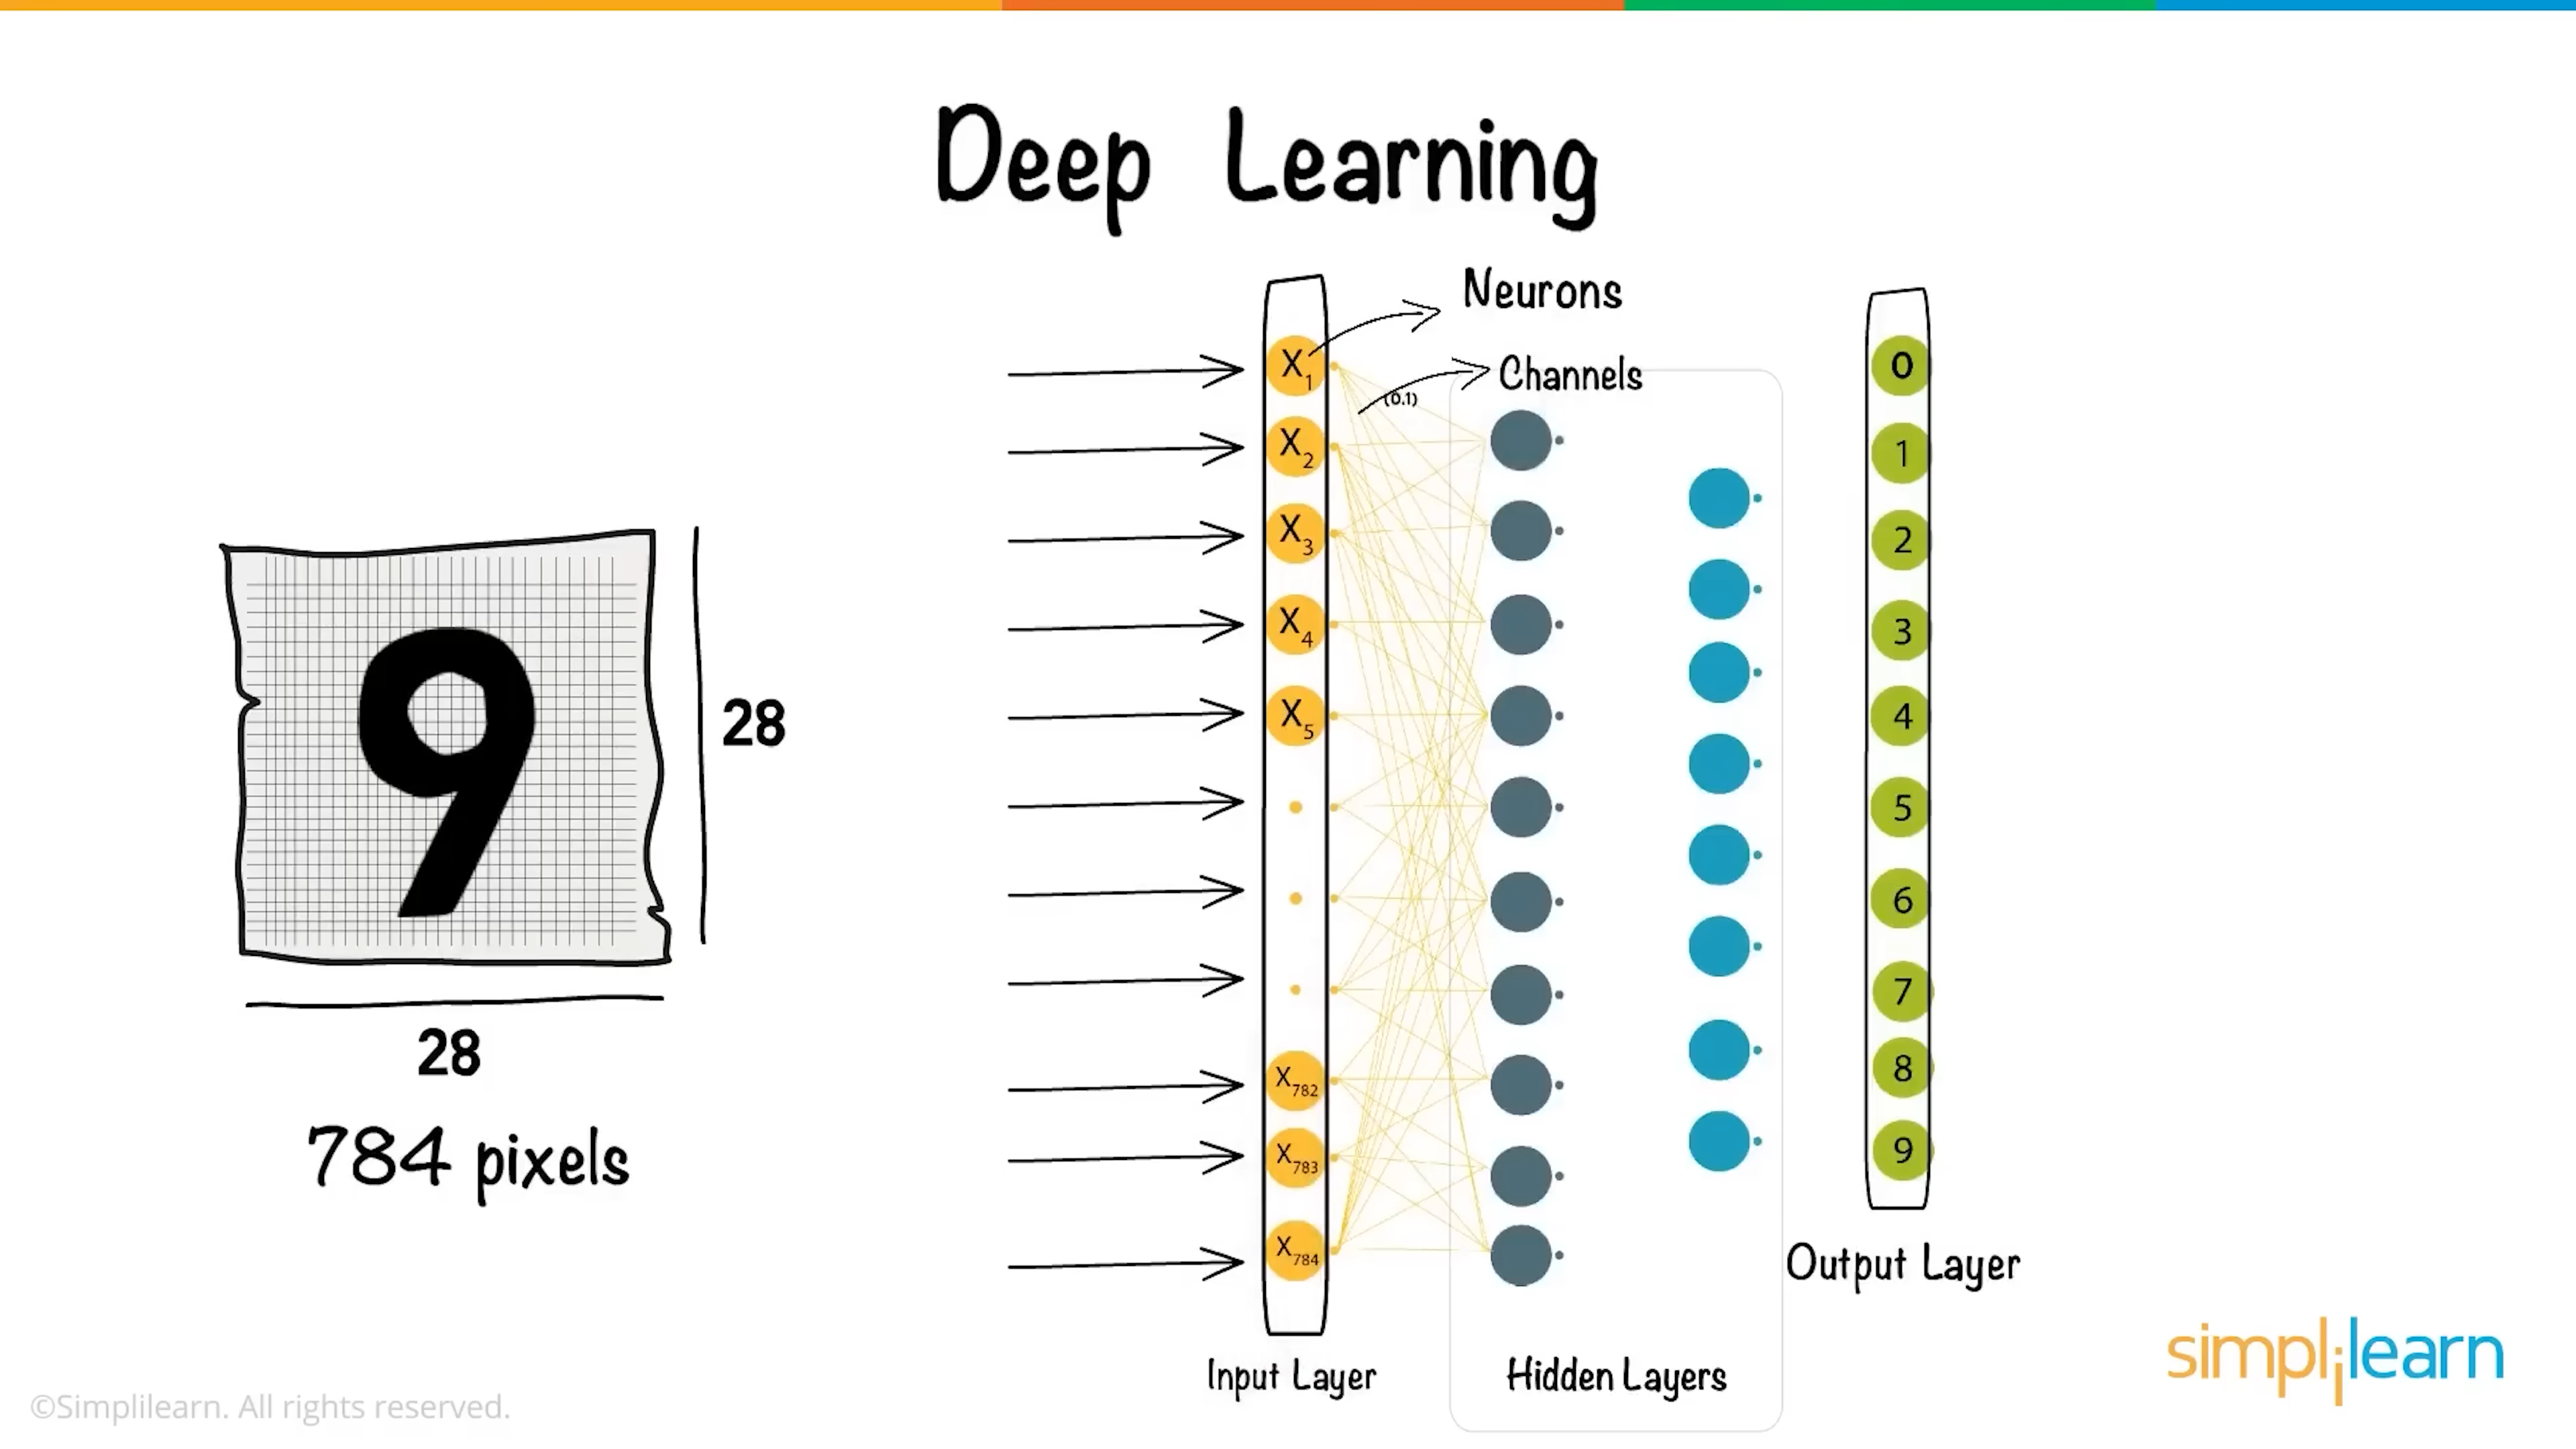 Deep Learning
Neurons
Channels
(0.1)
X1
X2
X3
X4
X5
X782
X783
X784
0
1
2
3
4
5
6
7
8
9
9
28
28
784 pixels
Input Layer
Hidden Layers
Output Layer
simplilearn
©Simplilearn. All rights reserved.